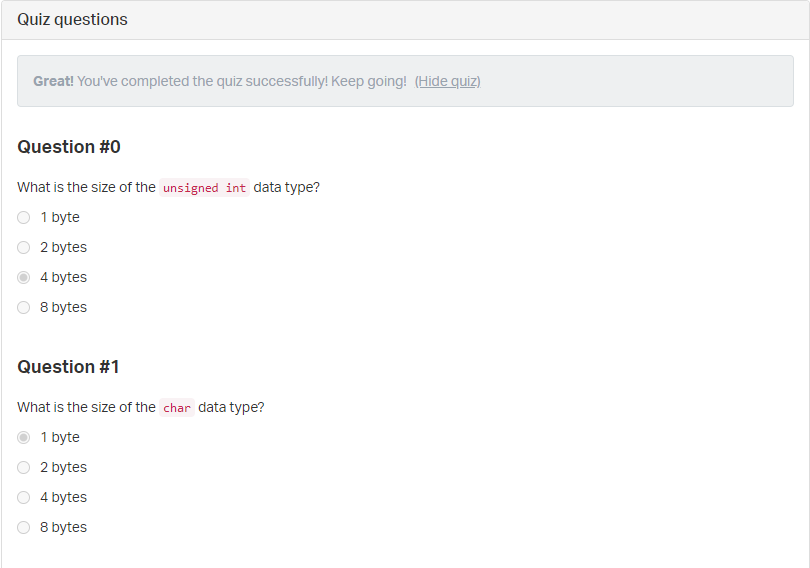 Quiz questions
Great! You've completed the quiz successfully! Keep going! (Hide quiz)
Question #0
What is the size of the unsigned int data type?
1 byte
2 bytes
4 bytes
8 bytes
Question #1
What is the size of the char data type?
1 byte
2 bytes
4 bytes
8 bytes